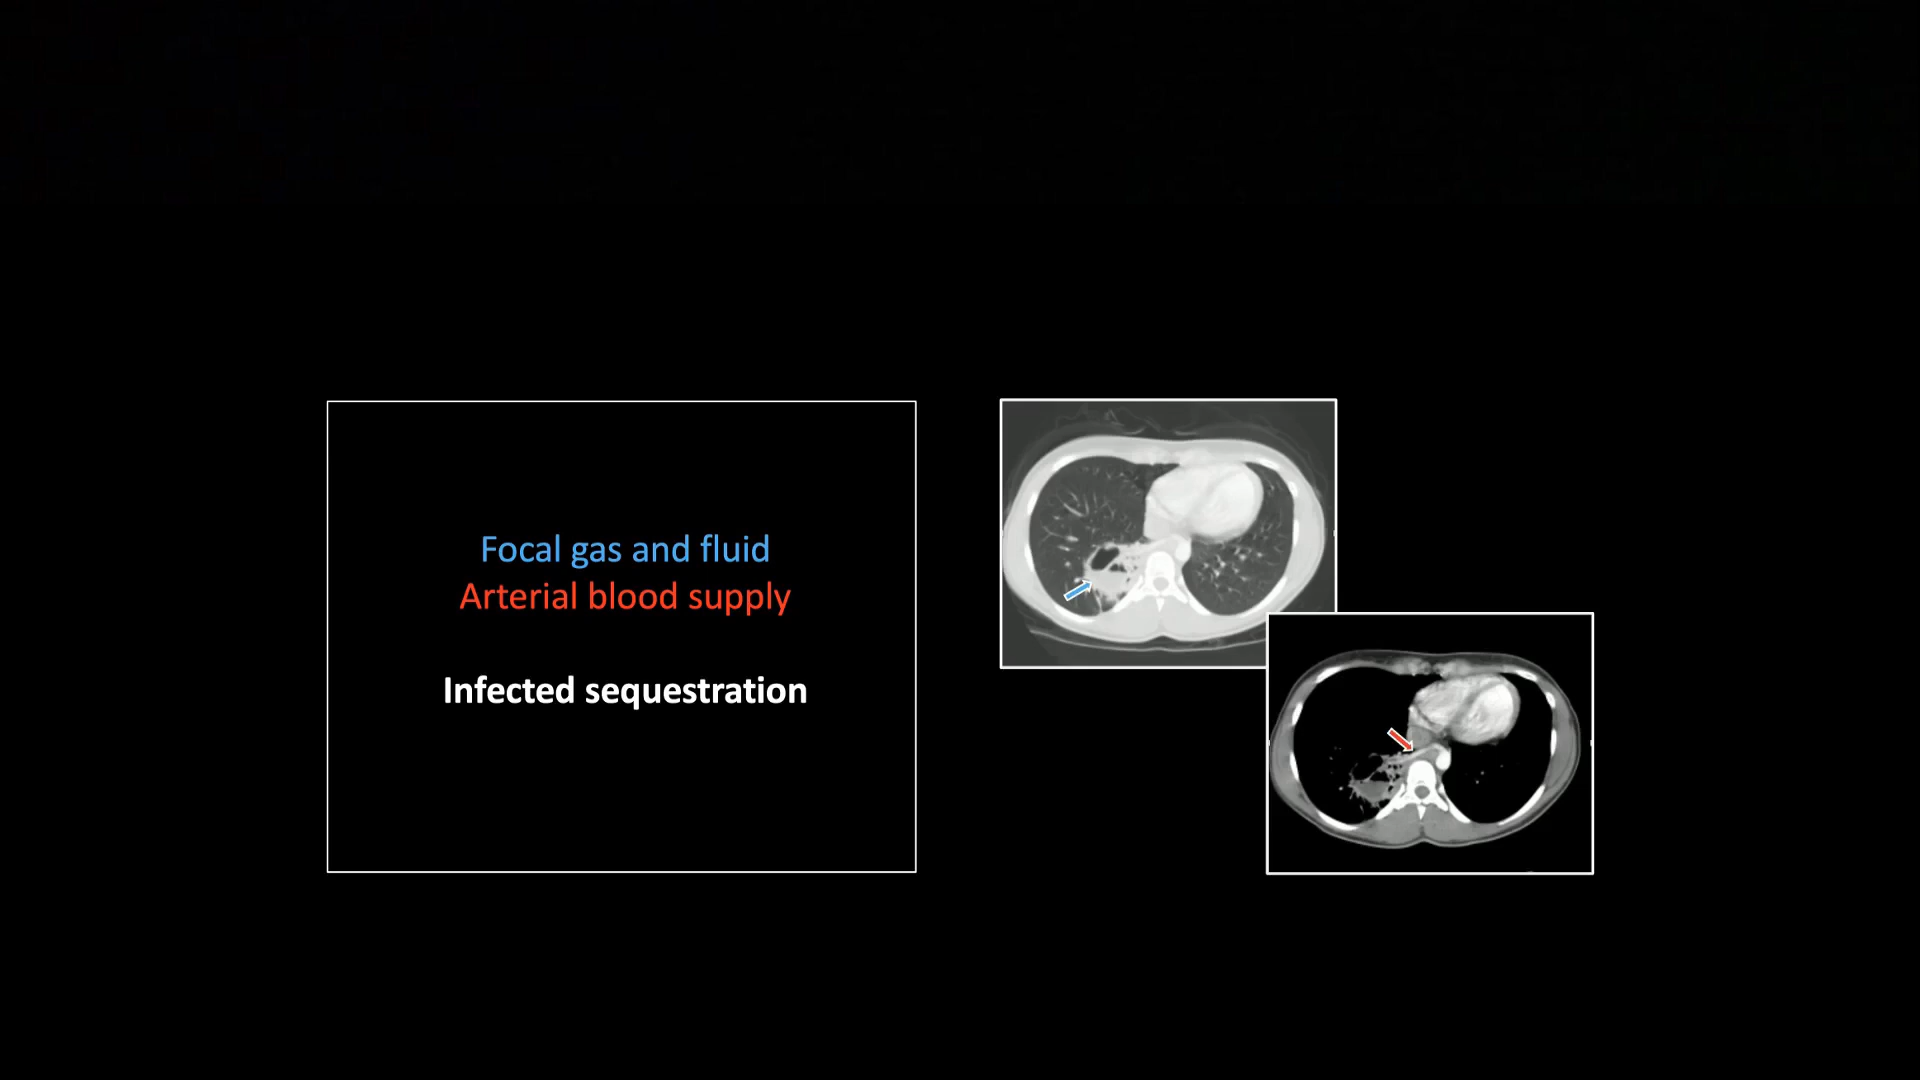 Focal gas and fluid
Arterial blood supply
Infected sequestration